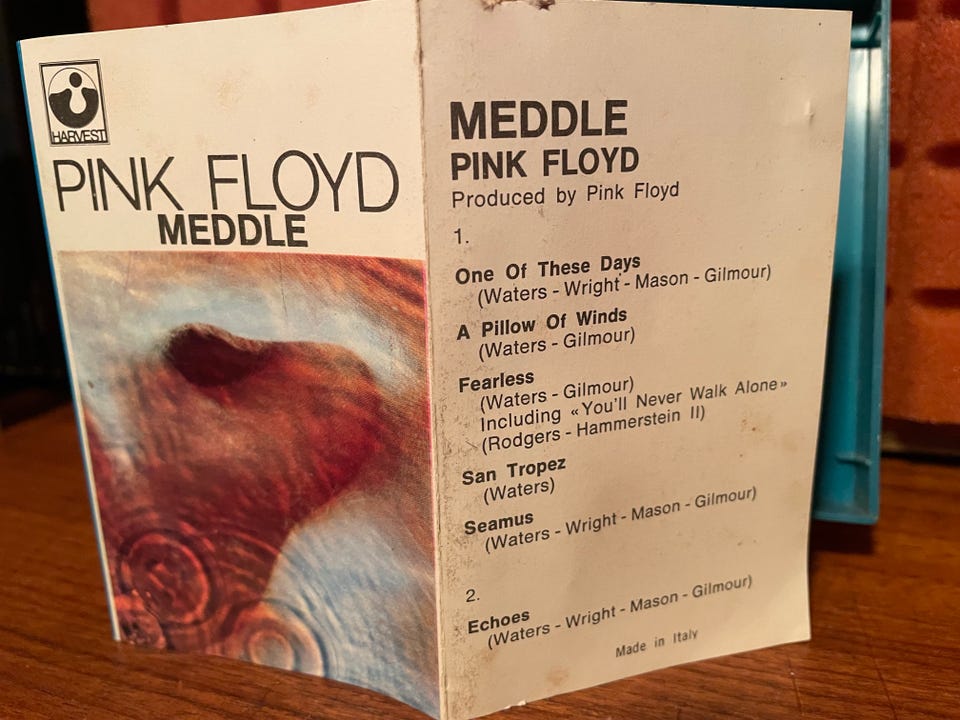 HARVEST
PINK FLOYD
MEDDLE
MEDDLE
PINK FLOYD
Produced by Pink Floyd
1.
One Of These Days
(Waters - Wright - Mason - Gilmour)
A Pillow Of Winds
(Waters - Gilmour)
Fearless
(Waters - Gilmour)
Including «You'll Never Walk Alone»
(Rodgers - Hammerstein II)
San Tropez
(Waters)
Seamus
(Waters - Wright - Mason - Gilmour)
2.
Echoes
(Waters - Wright - Mason - Gilmour)
Made in Italy